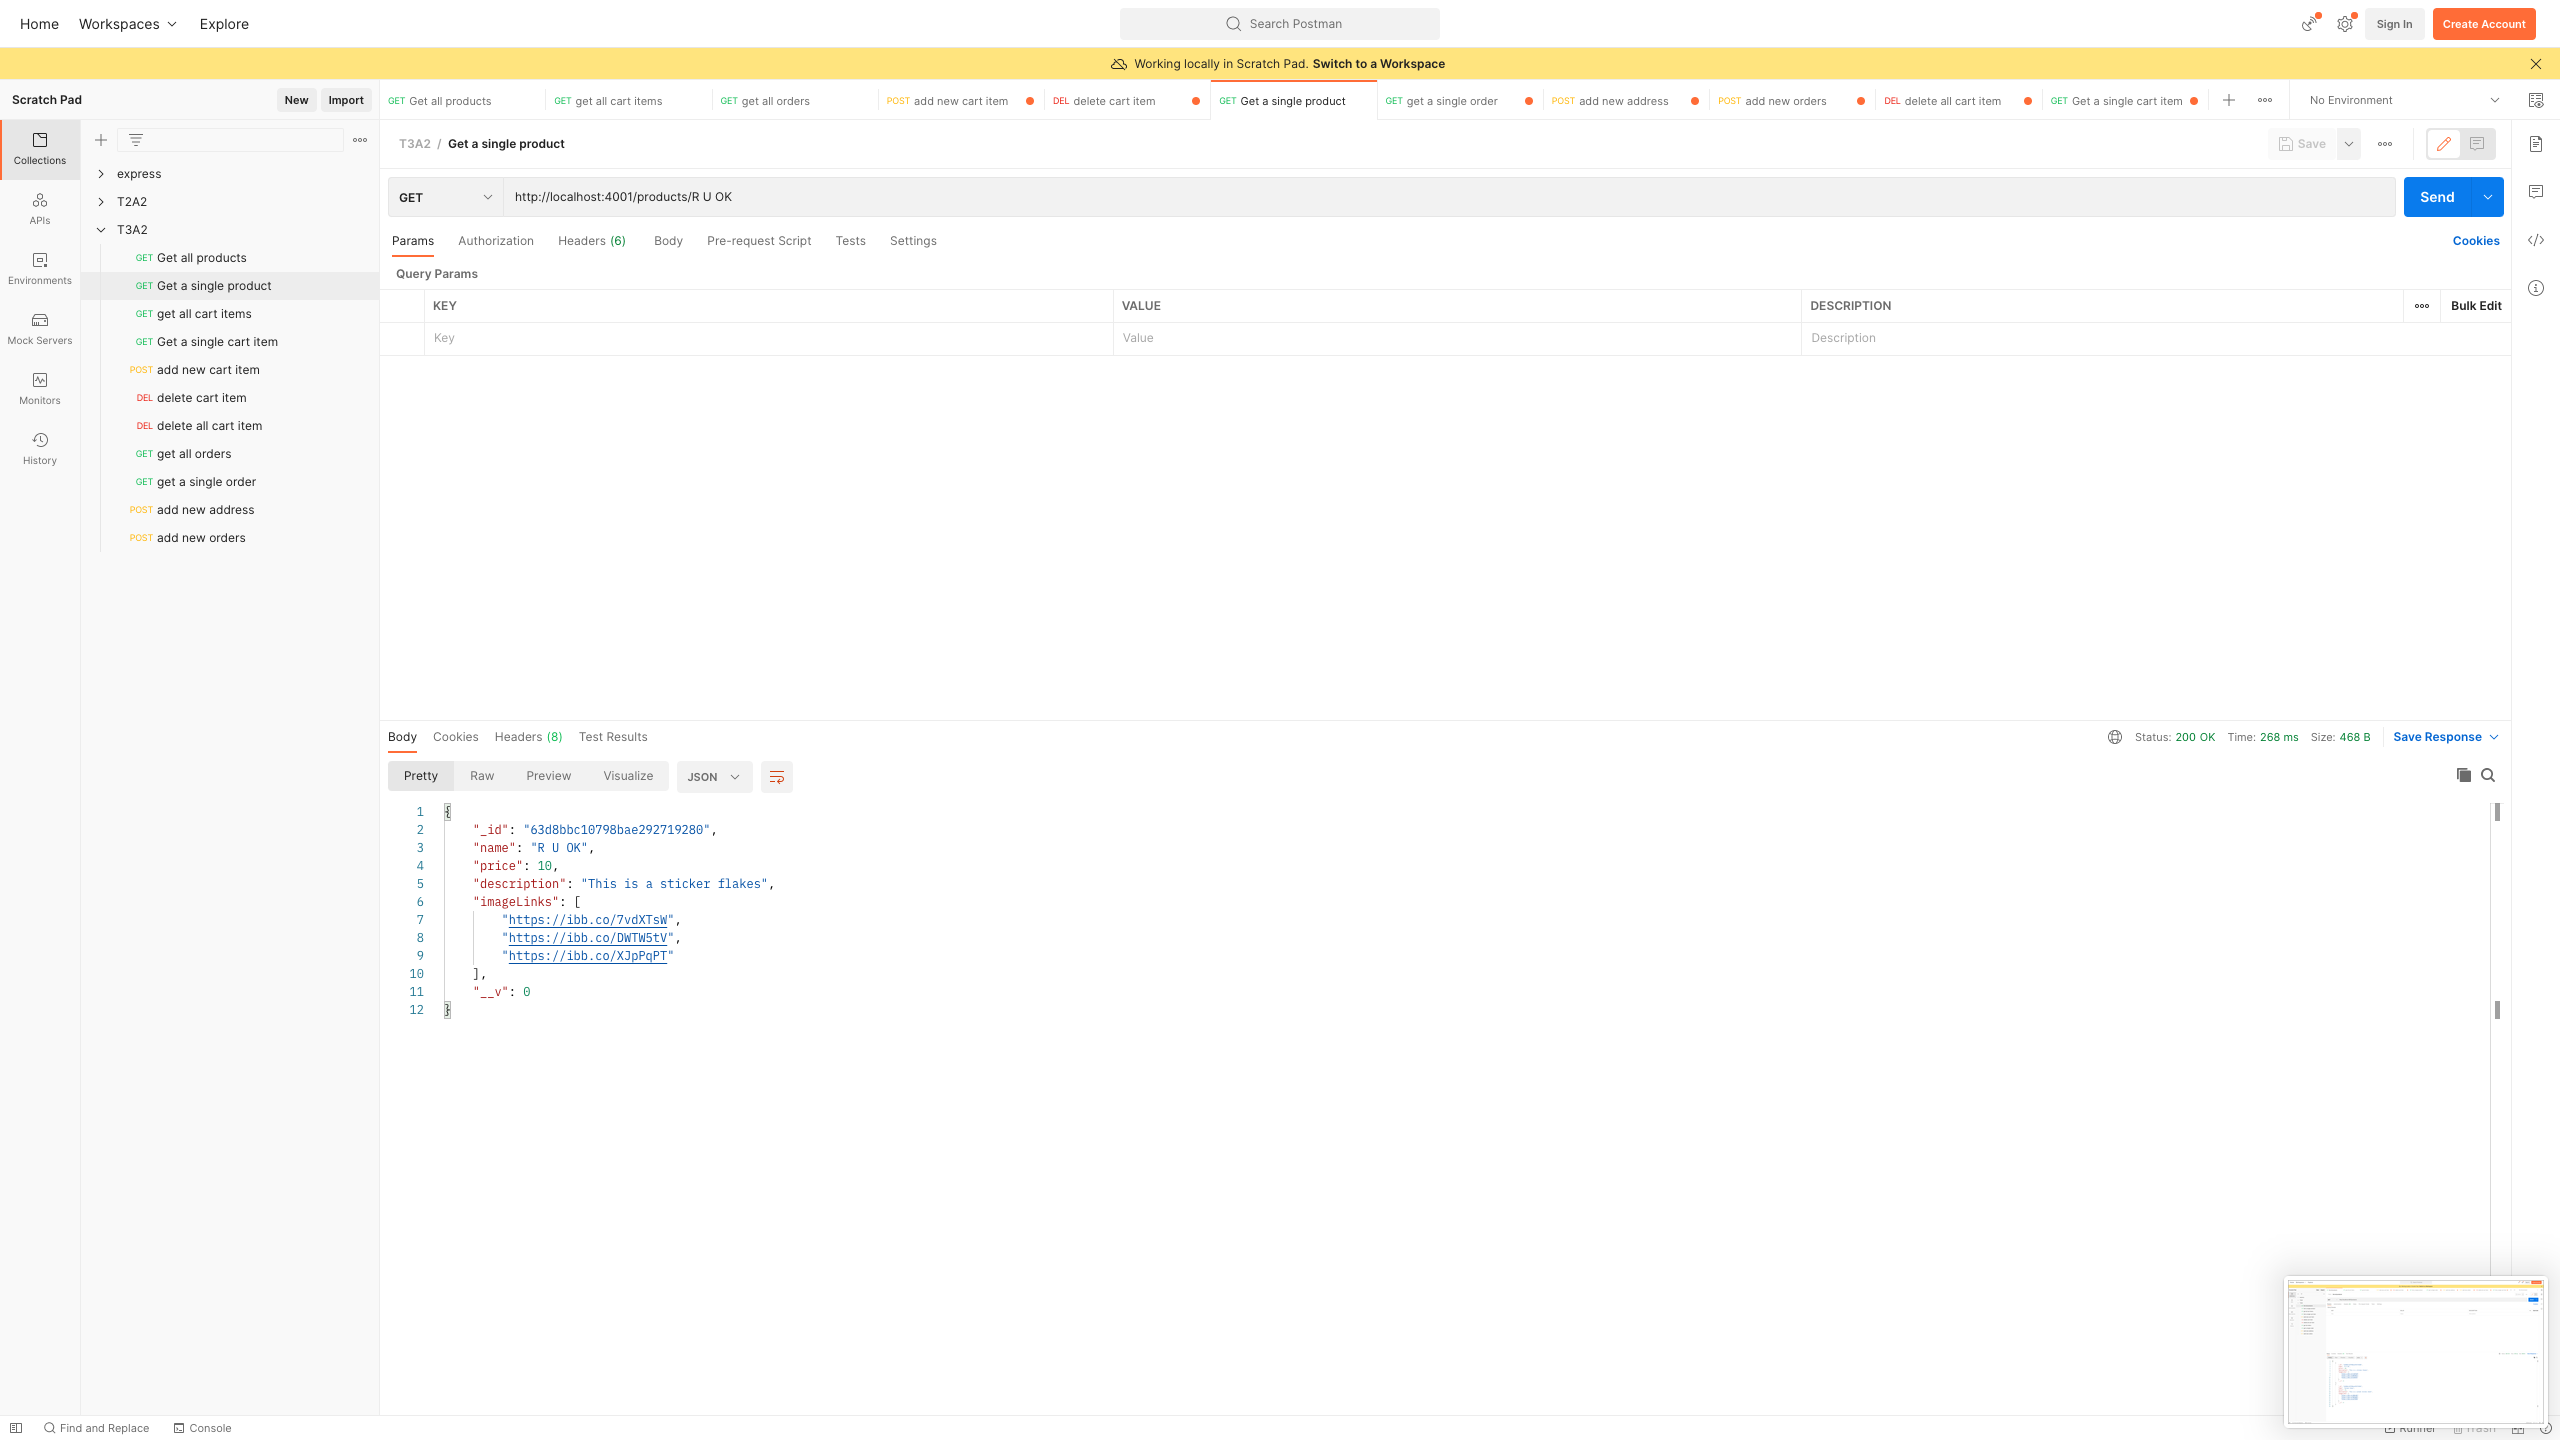 Home Workspaces Explore Search Postman Sign In Create Account
Working locally in Scratch Pad. Switch to a Workspace
Scratch Pad New Import
GET Get all products GET get all cart items GET get all orders POST add new cart item DEL delete cart item GET Get a single product GET get a single order POST add new address POST add new orders DEL delete all cart item GET Get a single cart item No Environment
Collections
APIs
Environments
Mock Servers
Monitors
History
express
T2A2
T3A2
GET Get all products
GET Get a single product
GET get all cart items
GET Get a single cart item
POST add new cart item
DEL delete cart item
DEL delete all cart item
GET get all orders
GET get a single order
POST add new address
POST add new orders
T3A2 / Get a single product Save
GET http://localhost:4001/products/R U OK Send
Params Authorization Headers (6) Body Pre-request Script Tests Settings Cookies
Query Params
KEY VALUE DESCRIPTION Bulk Edit
Key Value Description
Body Cookies Headers (8) Test Results Status: 200 OK Time: 268 ms Size: 468 B Save Response
Pretty Raw Preview Visualize JSON
1 {
2 "_id": "63d8bbc10798bae292719280",
3 "name": "R U OK",
4 "price": 10,
5 "description": "This is a sticker flakes",
6 "imageLinks": [
7 "https://ibb.co/7vdXTsW",
8 "https://ibb.co/DWTW5tV",
9 "https://ibb.co/XJpPqPT"
10 ],
11 "__v": 0
12 }
Find and Replace Console Runner Trash